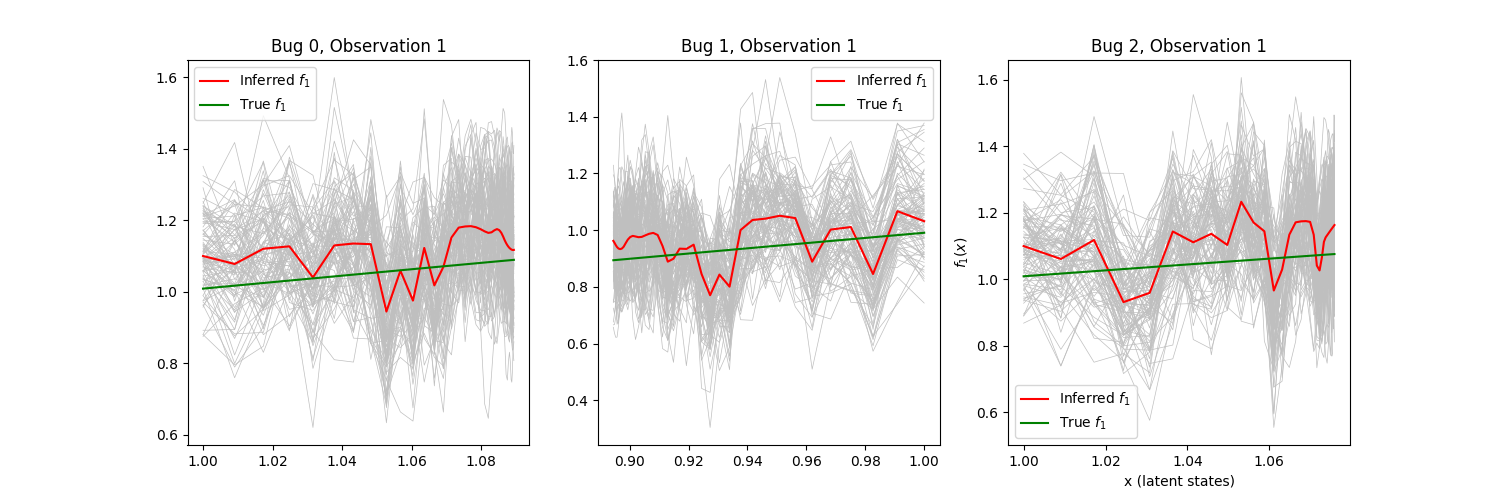 Bug 0, Observation 1
Inferred f₁
True f₁
1.6
1.4
1.2
1.0
0.8
0.6
1.00 1.02 1.04 1.06 1.08
Bug 1, Observation 1
Inferred f₁
True f₁
1.6
1.4
1.2
1.0
0.8
0.6
0.4
0.90 0.92 0.94 0.96 0.98 1.00
Bug 2, Observation 1
f₁(x)
1.6
1.4
1.2
1.0
0.8
0.6
Inferred f₁
True f₁
1.00 1.02 1.04 1.06
x (latent states)